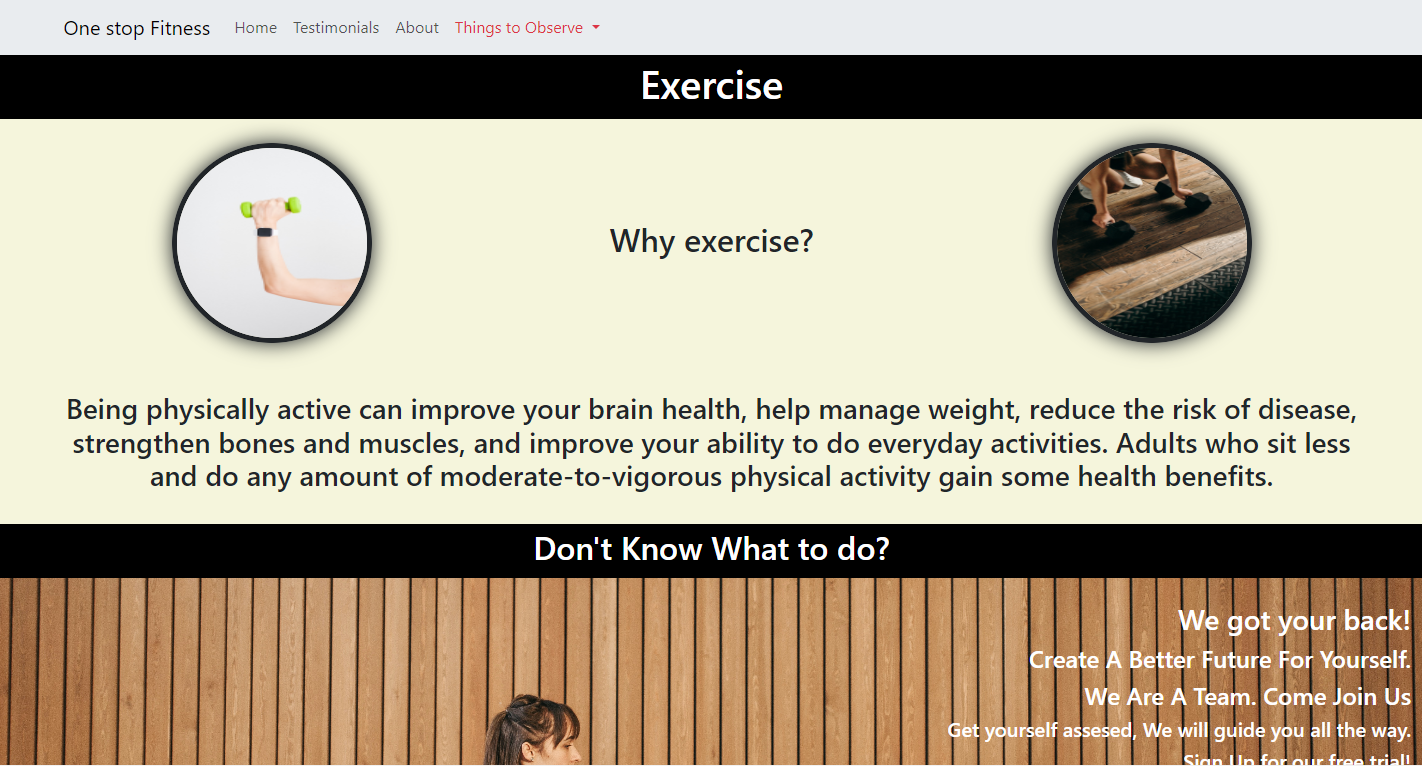 One stop Fitness Home Testimonials About Things to Observe
Exercise
Why exercise?
Being physically active can improve your brain health, help manage weight, reduce the risk of disease,
strengthen bones and muscles, and improve your ability to do everyday activities. Adults who sit less
and do any amount of moderate-to-vigorous physical activity gain some health benefits.
Don't Know What to do?
We got your back!
Create A Better Future For Yourself.
We Are A Team. Come Join Us
Get yourself assesed, We will guide you all the way.
Sign Up for our free trial!